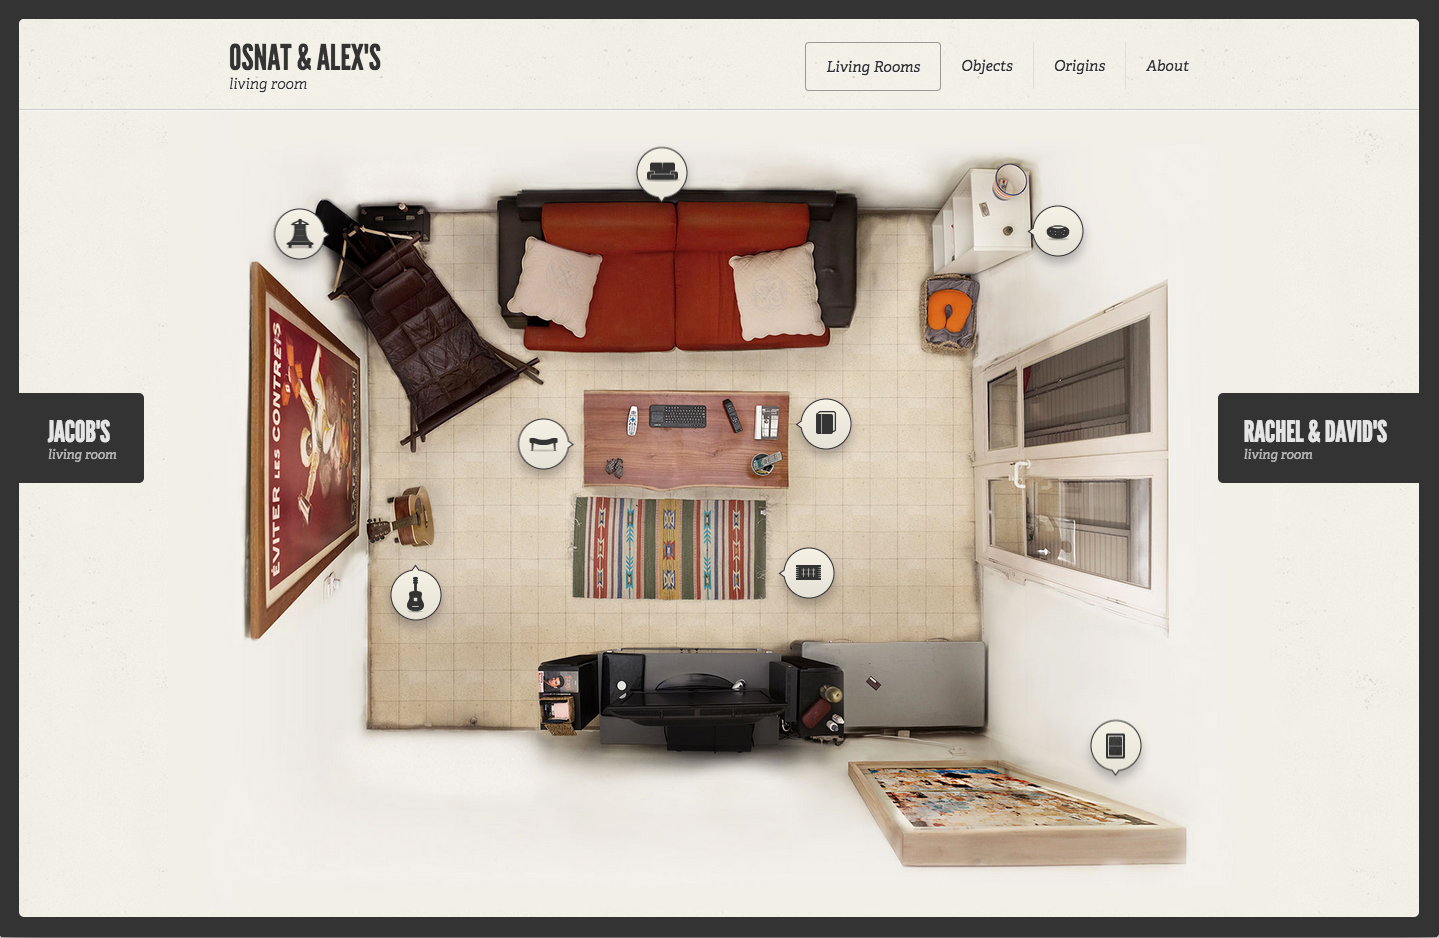 OSNAT & ALEX'S
living room
Living Rooms
Objects
Origins
About
JACOB'S
living room
RACHEL & DAVID'S
living room
ÉVITER LES CONTREFAÇONS